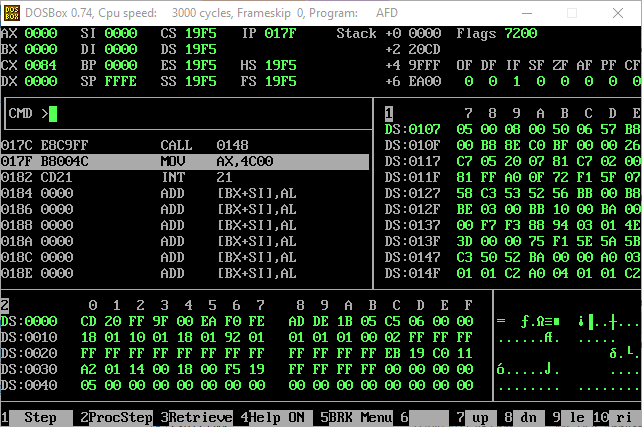 DOSBox 0.74, Cpu speed: 3000 cycles, Frameskip 0, Program: AFD
AX 0000 SI 0000 CS 19F5 IP 017F Stack +0 0000 Flags 7200
BX 0000 DI 0000 DS 19F5 +2 20CD
CX 0084 BP 0000 ES 19F5 HS 19F5 +4 9FFF OF DF IF SF ZF AF PF CF
DX 0000 SP FFFE SS 19F5 FS 19F5 +6 EA00 0 0 1 0 0 0 0 0
CMD >
1 7 8 9 A B C D E
DS:0107 05 00 08 00 50 06 57 B8
017C E8C9FF CALL 0148 DS:010F 00 B8 8E C0 BF 00 00 26
017F B8004C MOV AX,4C00 DS:0117 C7 05 20 07 81 C7 02 00
0182 CD21 INT 21 DS:011F 81 FF A0 0F 72 F1 5F 07
0184 0000 ADD [BX+SI],AL DS:0127 58 C3 53 52 56 BB 00 B8
0186 0000 ADD [BX+SI],AL DS:012F BE 03 00 BB 10 00 BA 00
0188 0000 ADD [BX+SI],AL DS:0137 00 F7 F3 88 94 03 01 4E
018A 0000 ADD [BX+SI],AL DS:013F 3D 00 00 75 F1 5E 5A 5B
018C 0000 ADD [BX+SI],AL DS:0147 C3 50 52 BA 00 00 A0 03
018E 0000 ADD [BX+SI],AL DS:014F 01 01 C2 A0 04 01 01 C2
2 0 1 2 3 4 5 6 7 8 9 A B C D E F
DS:0000 CD 20 FF 9F 00 EA F0 FE AD DE 1B 05 C5 06 00 00 = ƒ.Ω≡■ ¡▐..┼...
DS:0010 18 01 10 01 18 01 92 01 01 01 01 00 02 FF FF FF ......Æ. .....
DS:0020 FF FF FF FF FF FF FF FF FF FF FF FF EB 19 C0 11 δ.└.
DS:0030 A2 01 14 00 18 00 F5 19 FF FF FF FF 00 00 00 00 ó.....⌡. ....
DS:0040 05 00 00 00 00 00 00 00 00 00 00 00 00 00 00 00 ........ ........
1 Step 2 ProcStep 3 Retrieve 4 Help ON 5 BRK Menu 6 7 up 8 dn 9 le 10 ri